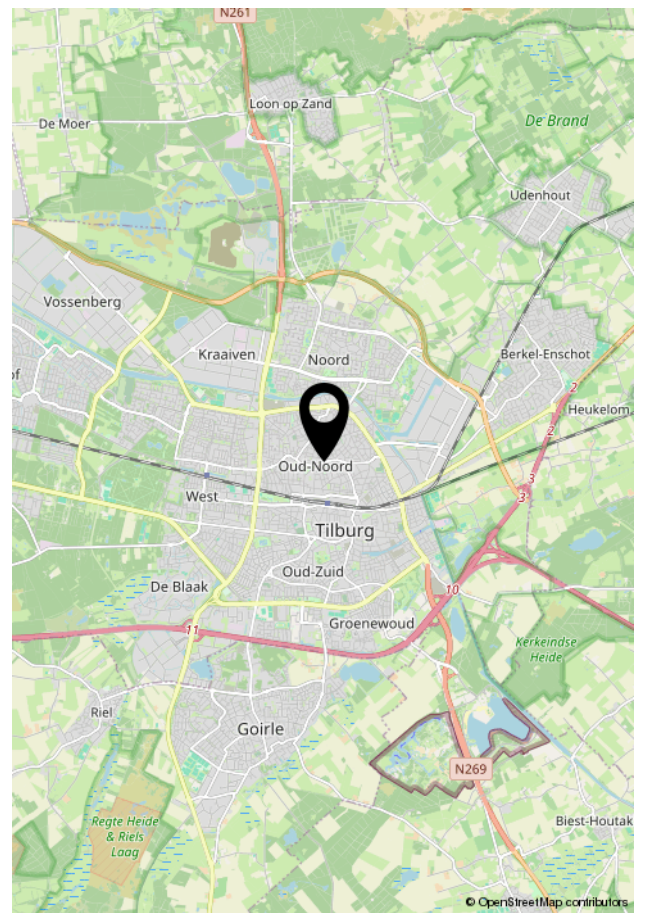 N261
Loon op Zand
De Moer
De Brand
Udenhout
Vossenberg
Kraaiven
Noord
Berkel-Enschot
of
2
Heukelom
2
Oud-Noord
3
West
3
Tilburg
Oud-Zuid
De Blaak
10
Groenewoud
11
Kerkeindse
Heide
Riel
Goirle
N269
Regte Heide
& Riels
Laag
Biest-Houtak
© OpenStreetMap contributors